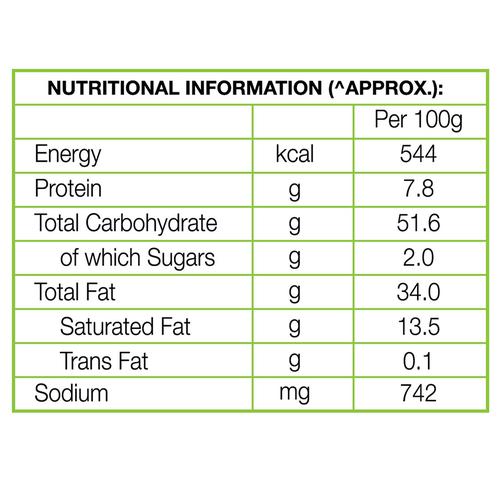 NUTRITIONAL INFORMATION (^APPROX.):
Per 100g
Energy kcal 544
Protein g 7.8
Total Carbohydrate g 51.6
of which Sugars g 2.0
Total Fat g 34.0
Saturated Fat g 13.5
Trans Fat g 0.1
Sodium mg 742